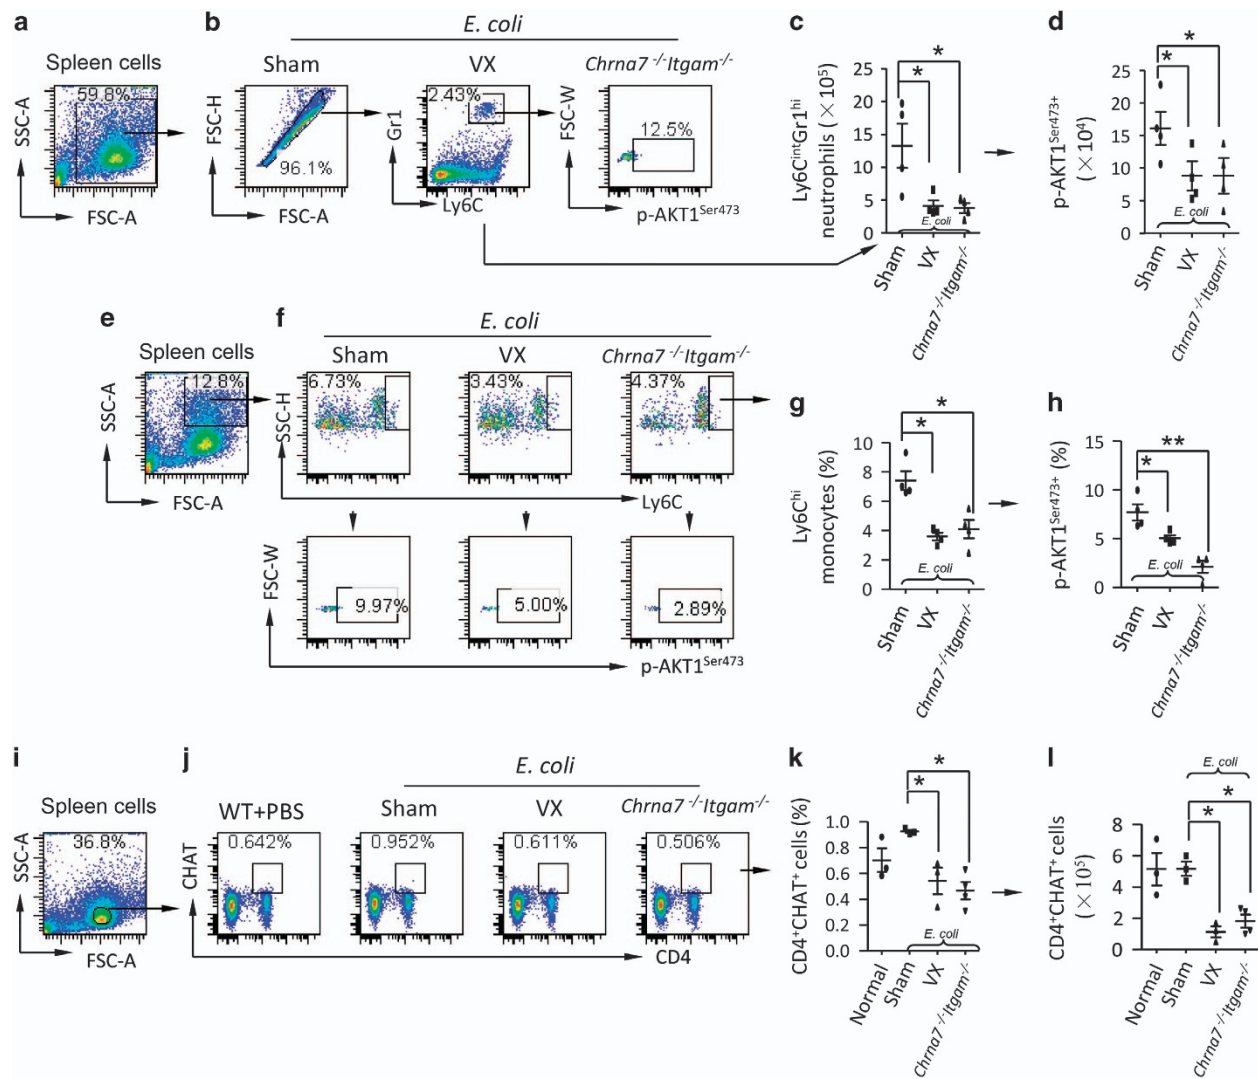 a
b
E. coli
c
d
Spleen cells
Sham
VX
Chrna7 -/-Itgam-/-
59.8%
SSC-A
FSC-A
FSC-H
96.1%
FSC-A
2.43%
Gr1
Ly6C
FSC-W
12.5%
p-AKT1Ser473
Ly6CintGr1hi
neutrophils (×10⁵)
25
20
15
10
5
0
*
*
E. coli
Sham
VX
Chrna7 -/-Itgam-/-
p-AKT1Ser473+
(×10⁴)
25
20
15
10
5
0
*
*
E. coli
Sham
VX
Chrna7 -/-Itgam-/-
e
f
E. coli
Spleen cells
Sham
VX
Chrna7 -/-Itgam-/-
12.8%
SSC-A
FSC-A
6.73%
3.43%
4.37%
SSC-H
Ly6C
FSC-W
9.97%
5.00%
2.89%
p-AKT1Ser473
g
Ly6Chi
monocytes (%)
10
8
6
4
2
0
*
*
E. coli
Sham
VX
Chrna7 -/-Itgam-/-
h
p-AKT1Ser473+ (%)
15
10
5
0
*
**
E. coli
Sham
VX
Chrna7 -/-Itgam-/-
i
j
E. coli
Spleen cells
WT+PBS
Sham
VX
Chrna7 -/-Itgam-/-
36.8%
SSC-A
FSC-A
0.642%
0.952%
0.611%
0.506%
CHAT
CD4
k
CD4+CHAT+ cells (%)
1.0
0.8
0.6
0.4
0.2
0.0
*
*
E. coli
Normal
Sham
VX
Chrna7 -/-Itgam-/-
l
E. coli
CD4+CHAT+ cells
(×10⁵)
8
6
4
2
0
*
*
Normal
Sham
VX
Chrna7 -/-Itgam-/-